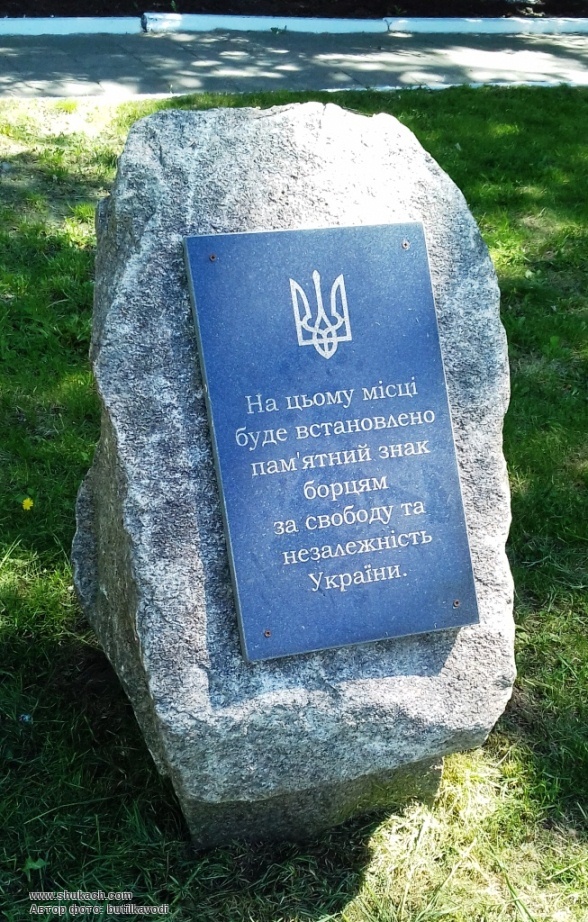 На цьому місці
буде встановлено
пам'ятний знак
борцям
за свободу та
незалежність
України.
www.shukach.com
Автор фото: butilkavodi